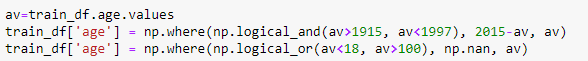 av=train_df.age.values
train_df['age'] = np.where(np.logical_and(av>1915, av<1997), 2015-av, av)
train_df['age'] = np.where(np.logical_or(av<18, av>100), np.nan, av)